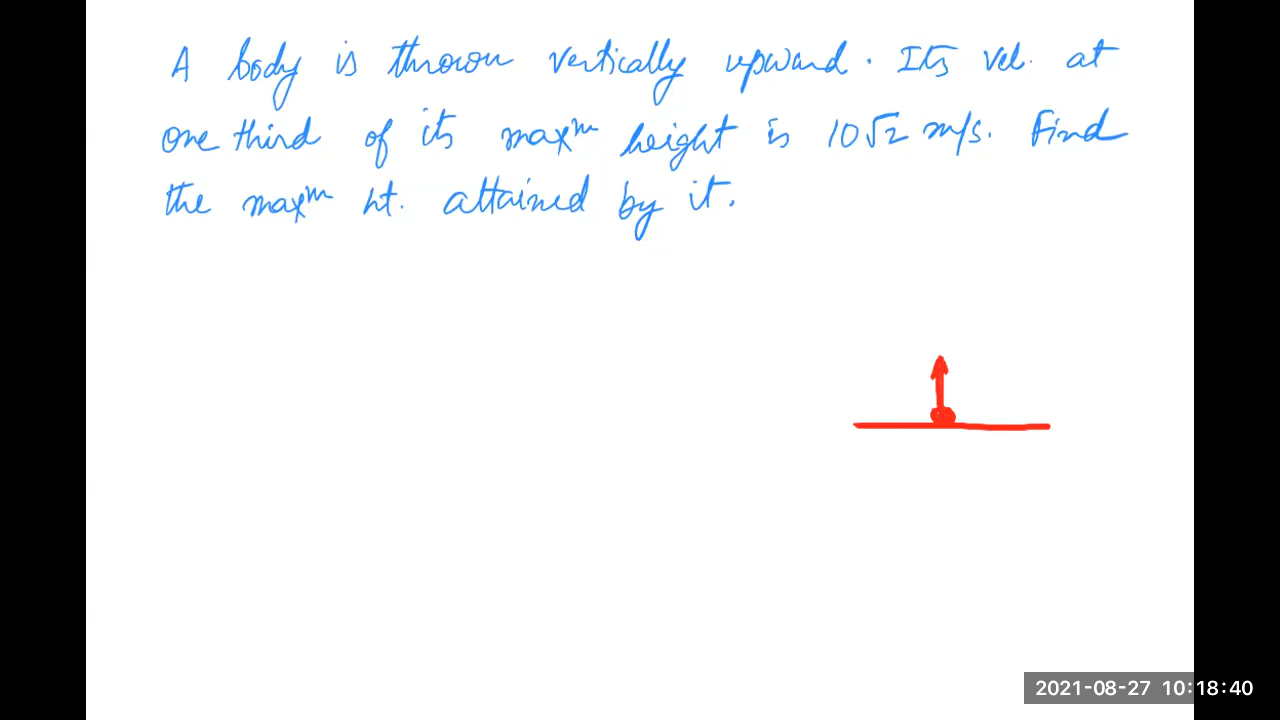 A body is thrown vertically upward. Its vel. at
one third of its maxᵐ height is 10√2 m/s. Find
the maxᵐ ht. attained by it.
2021-08-27 10:18:40